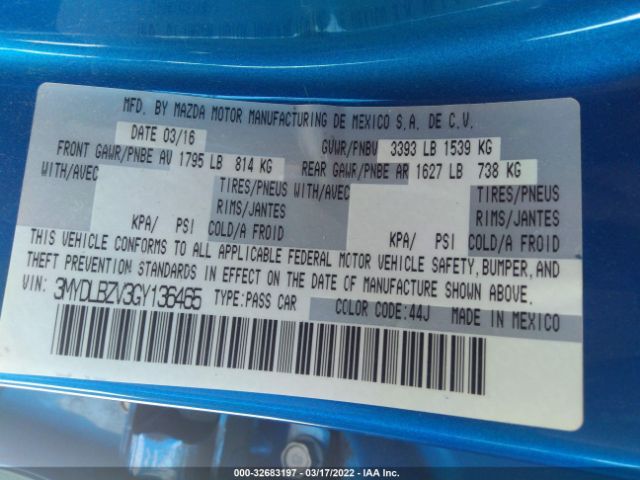 MFD. BY MAZDA MOTOR MANUFACTURING DE MEXICO S.A. DE C.V.
DATE 03/16 GVWR/PNBV 3393 LB 1539 KG
FRONT GAWR/PNBE AV 1795 LB 814 KG REAR GAWR/PNBE AR 1627 LB 738 KG
WITH/AVEC TIRES/PNEUS WITH/AVEC TIRES/PNEUS
RIMS/JANTES RIMS/JANTES
KPA/ PSI COLD/A FROID KPA/ PSI COLD/A FROID
THIS VEHICLE CONFORMS TO ALL APPLICABLE FEDERAL MOTOR VEHICLE SAFETY, BUMPER, AND
THEFT PREVENTION STANDARDS IN EFFECT ON THE DATE OF MANUFACTURE SHOWN ABOVE.
VIN: 3MYDLBZV3GY136465 TYPE: PASS CAR COLOR CODE: 44J MADE IN MEXICO
000-32683197 - 03/17/2022 - IAA Inc.